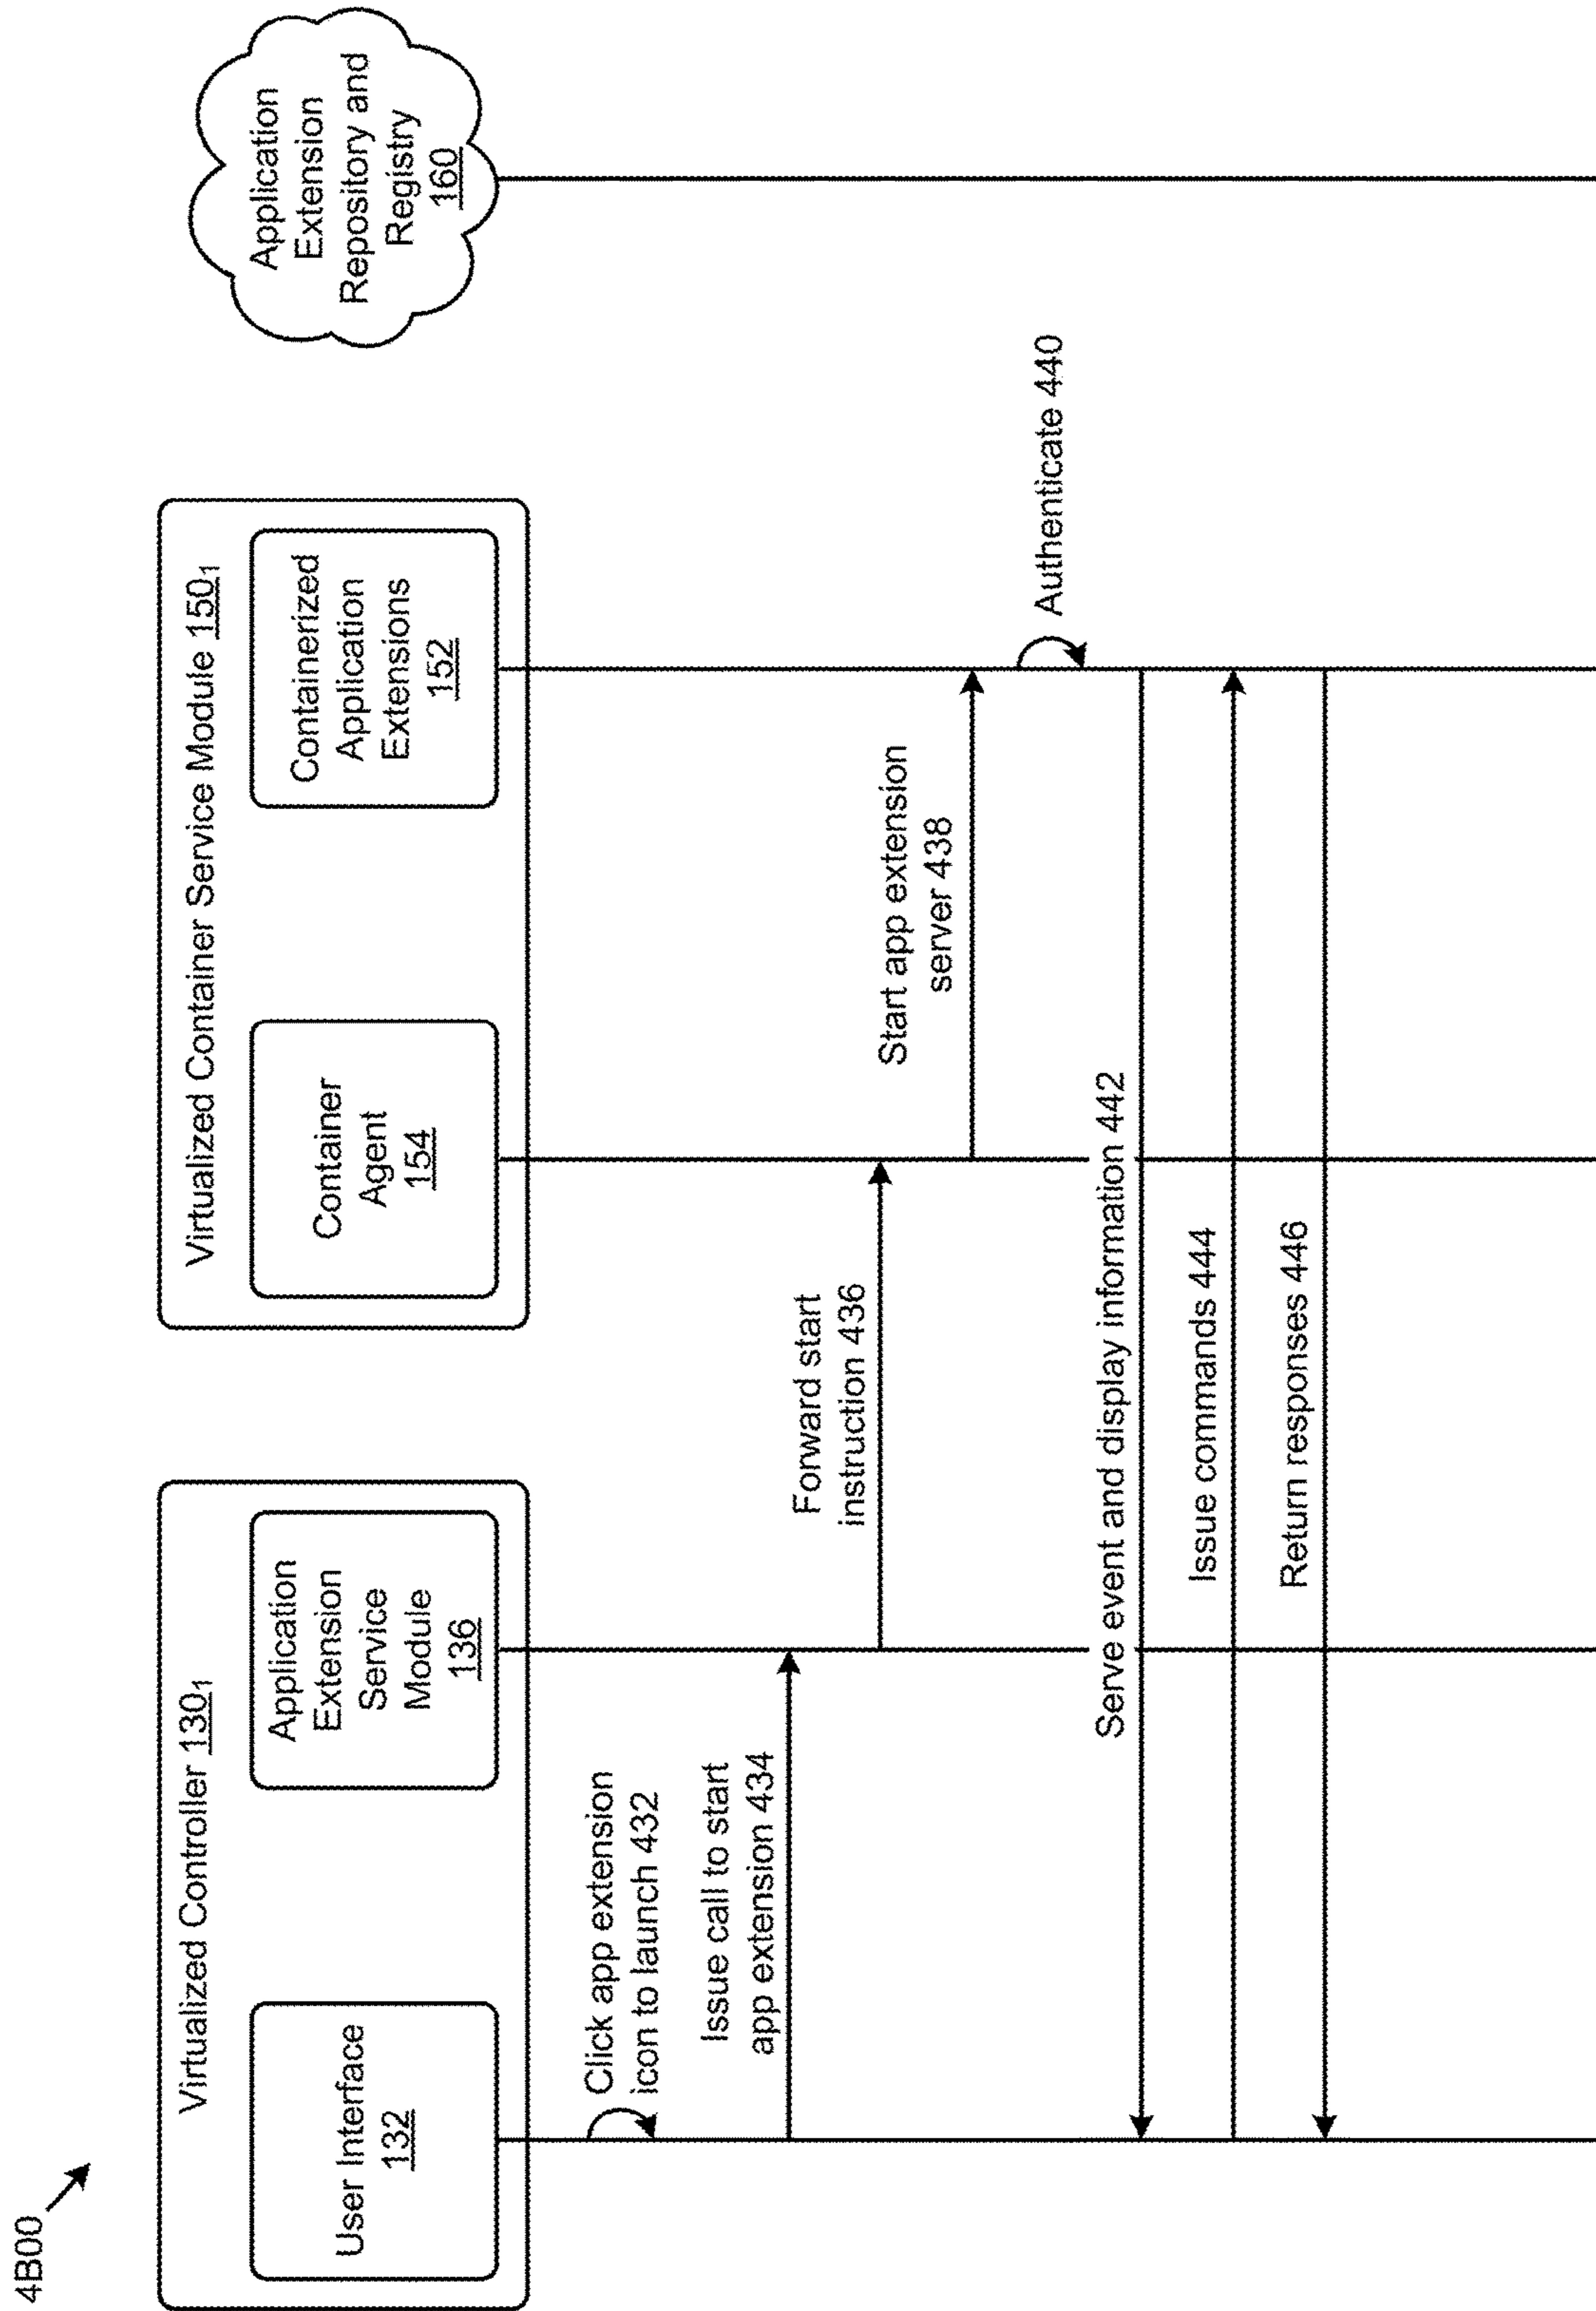 4B00
Virtualized Controller 130₁
User Interface
132
Application
Extension
Service
Module
136
Virtualized Container Service Module 150₁
Container
Agent
154
Containerized
Application
Extensions
152
Application
Extension
Repository and
Registry
160
Click app extension
icon to launch 432
Issue call to start
app extension 434
Forward start
instruction 436
Start app extension
server 438
Authenticate 440
Serve event and display information 442
Issue commands 444
Return responses 446